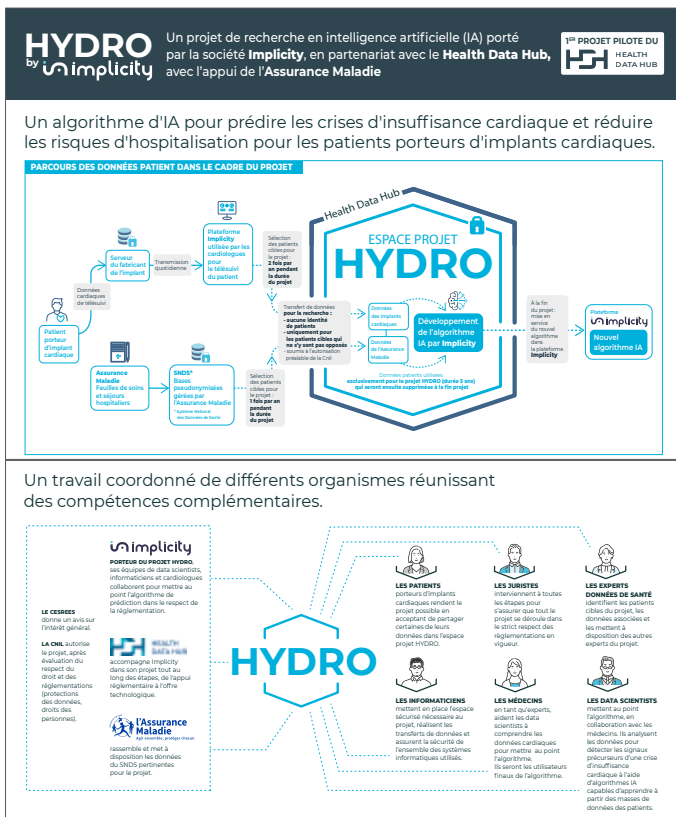 HYDRO
by implicity
Un projet de recherche en intelligence artificielle (IA) porté
par la société Implicity, en partenariat avec le Health Data Hub,
avec l'appui de l'Assurance Maladie
1ER PROJET PILOTE DU
HEALTH
DATA HUB
Un algorithme d'IA pour prédire les crises d'insuffisance cardiaque et réduire
les risques d'hospitalisation pour les patients porteurs d'implants cardiaques.
PARCOURS DES DONNÉES PATIENT DANS LE CADRE DU PROJET
Patient
porteur
d'implant
cardiaque
Données
cardiaques
de télésuivi
Serveur
du fabricant
de l'implant
Transmission
quotidienne
Plateforme
Implicity
utilisée par les
cardiologues
pour
le télésuivi
du patient
Sélection
des patients
cibles pour
le projet :
2 fois par
an pendant
la durée
du projet
Assurance
Maladie
Feuilles de soins
et séjours
hospitaliers
SNDS*
Bases
pseudonymisées
gérées par
l'Assurance Maladie
* Système National
des Données de Santé
Sélection
des patients
cibles pour
le projet :
1 fois par an
pendant
la durée
du projet
Transfert de données
pour la recherche :
- aucune identité
de patients
- uniquement pour
les patients cibles qui
ne s'y sont pas opposés
- soumis à l'autorisation
préalable de la Cnil
Health Data Hub
ESPACE PROJET
HYDRO
Données
des implants
cardiaques
Données
de l'Assurance
Maladie
Développement
de l'algorithme
IA par Implicity
Données patients utilisées
exclusivement pour le projet HYDRO (durée 3 ans)
qui seront ensuite supprimées à la fin projet
À la fin
du projet :
mise en
service
du nouvel
algorithme
dans
la plateforme
Implicity
Plateforme
implicity
Nouvel
algorithme IA
Un travail coordonné de différents organismes réunissant
des compétences complémentaires.
LE CESREES
donne un avis sur
l'intérêt général.
LA CNIL autorise
le projet, après
évaluation du
respect du
droit et des
réglementations
(protections
des données,
droits des
personnes).
implicity
PORTEUR DU PROJET HYDRO,
ses équipes de data scientists,
informaticiens et cardiologues
collaborent pour mettre au
point l'algorithme de
prédiction dans le respect de
la réglementation.
HEALTH
DATA HUB
accompagne Implicity
dans son projet tout au
long des étapes, de l'appui
réglementaire à l'offre
technologique.
l'Assurance
Maladie
Agir ensemble, protéger chacun
rassemble et met à
disposition les données
du SNDS pertinentes
pour le projet.
HYDRO
LES PATIENTS
porteurs d'implants
cardiaques rendent le
projet possible en
acceptant de partager
certaines de leurs
données dans l'espace
projet HYDRO.
LES JURISTES
interviennent à toutes
les étapes pour
s'assurer que tout le
projet se déroule dans
le strict respect des
réglementations en
vigueur.
LES EXPERTS
DONNÉES DE SANTÉ
identifient les patients
cibles du projet, les
données associées et
les mettent à
disposition des autres
experts du projet.
LES INFORMATICIENS
mettent en place l'espace
sécurisé nécessaire au
projet, réalisent les
transferts de données et
assurent la sécurité de
l'ensemble des systèmes
informatiques utilisés.
LES MÉDECINS
en tant qu'experts,
aident les data
scientists à
comprendre les
données cardiaques
pour mettre au point
l'algorithme.
Ils seront les utilisateurs
finaux de l'algorithme.
LES DATA SCIENTISTS
mettent au point
l'algorithme, en
collaboration avec les
médecins. Ils analysent
les données pour
détecter les signaux
précurseurs d'une crise
d'insuffisance
cardiaque à l'aide
d'algorithmes IA
capables d'apprendre à
partir des masses de
données des patients.